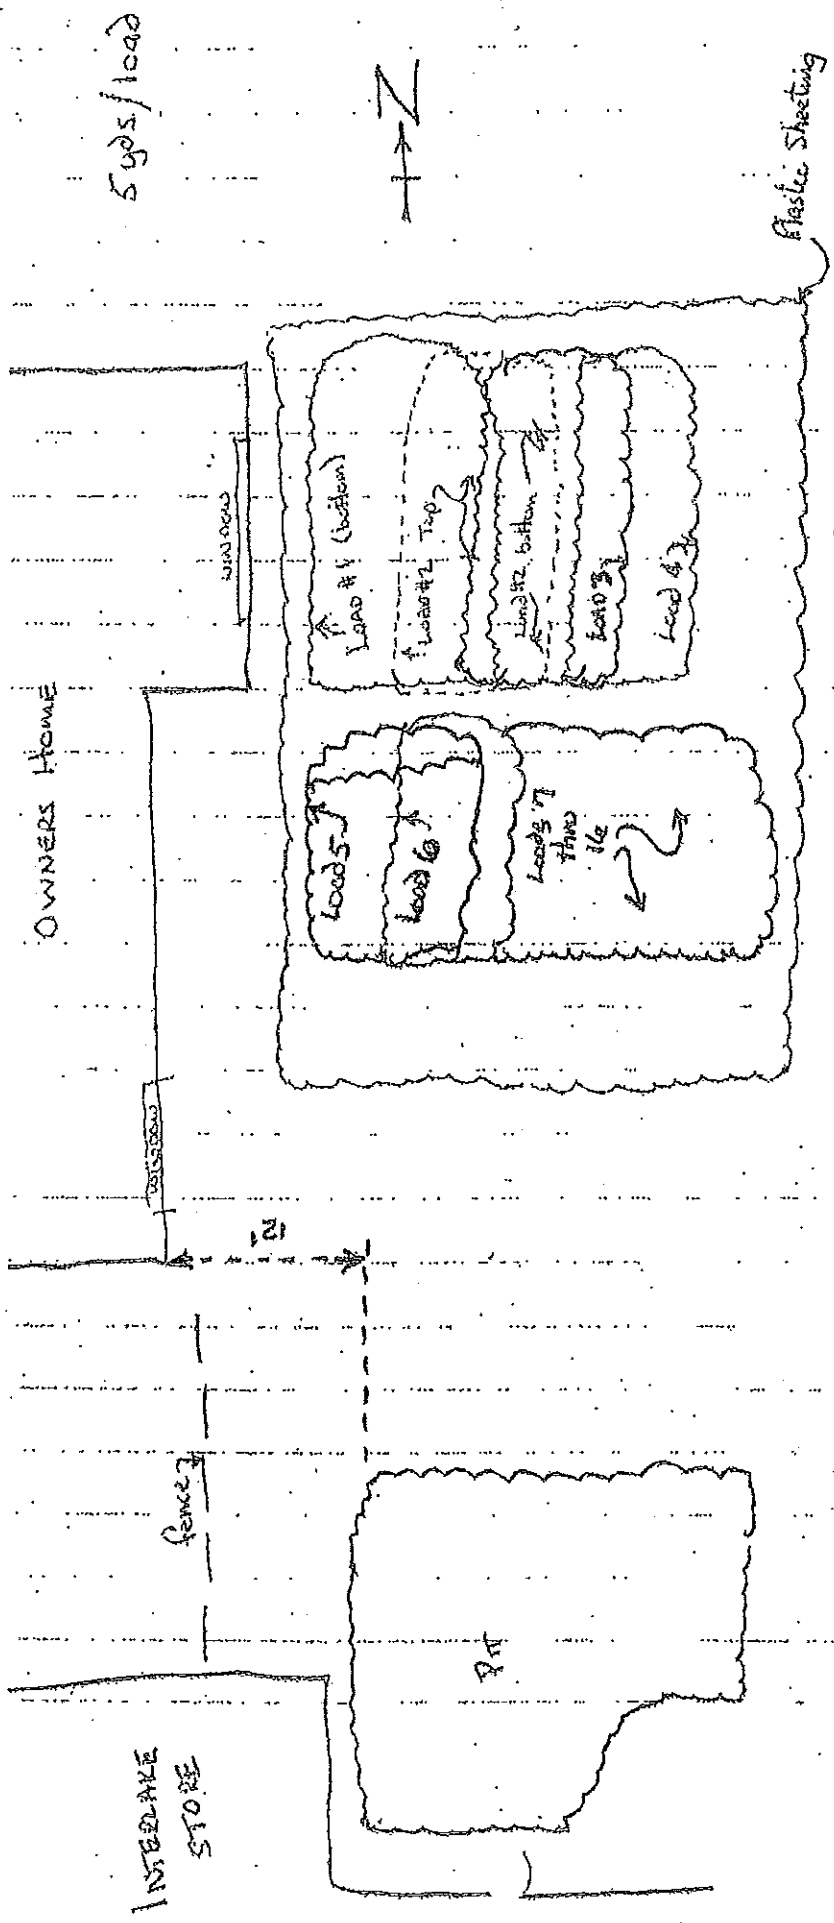 5 yds/load
N
Plastic Sheeting
OWNERS HOME
WINDOW
Load #1 (bottom)
Load #2 Top
Load #2 bottom
Load 3
Load 4
Load 5
Load 6
Loads 7
thru
16
WINDOW
12'
fence
Pit
INTERLAKE
STORE